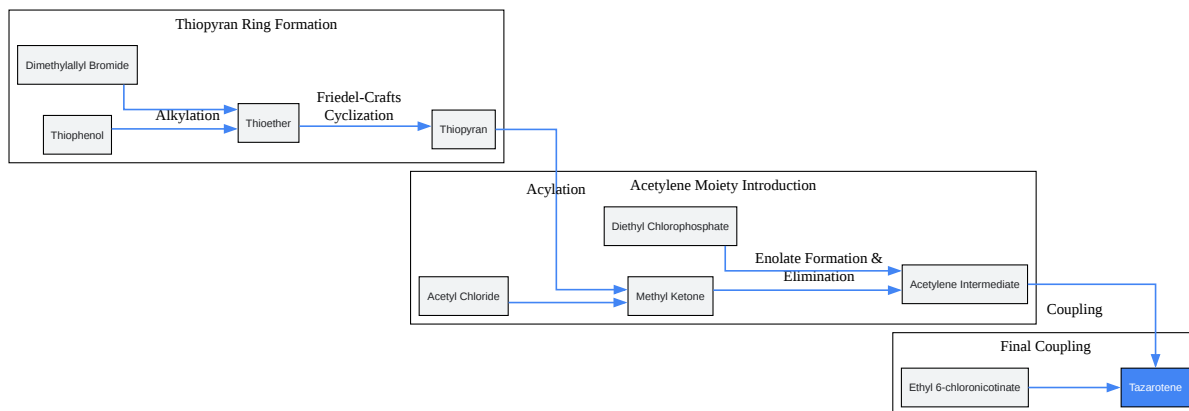 Thiopyran Ring Formation
Dimethylallyl Bromide
Alkylation
Thiophenol
Thioether
Friedel-Crafts
Cyclization
Thiopyran
Acylation
Acetylene Moiety Introduction
Diethyl Chlorophosphate
Acetyl Chloride
Methyl Ketone
Enolate Formation &
Elimination
Acetylene Intermediate
Coupling
Final Coupling
Ethyl 6-chloronicotinate
Tazarotene